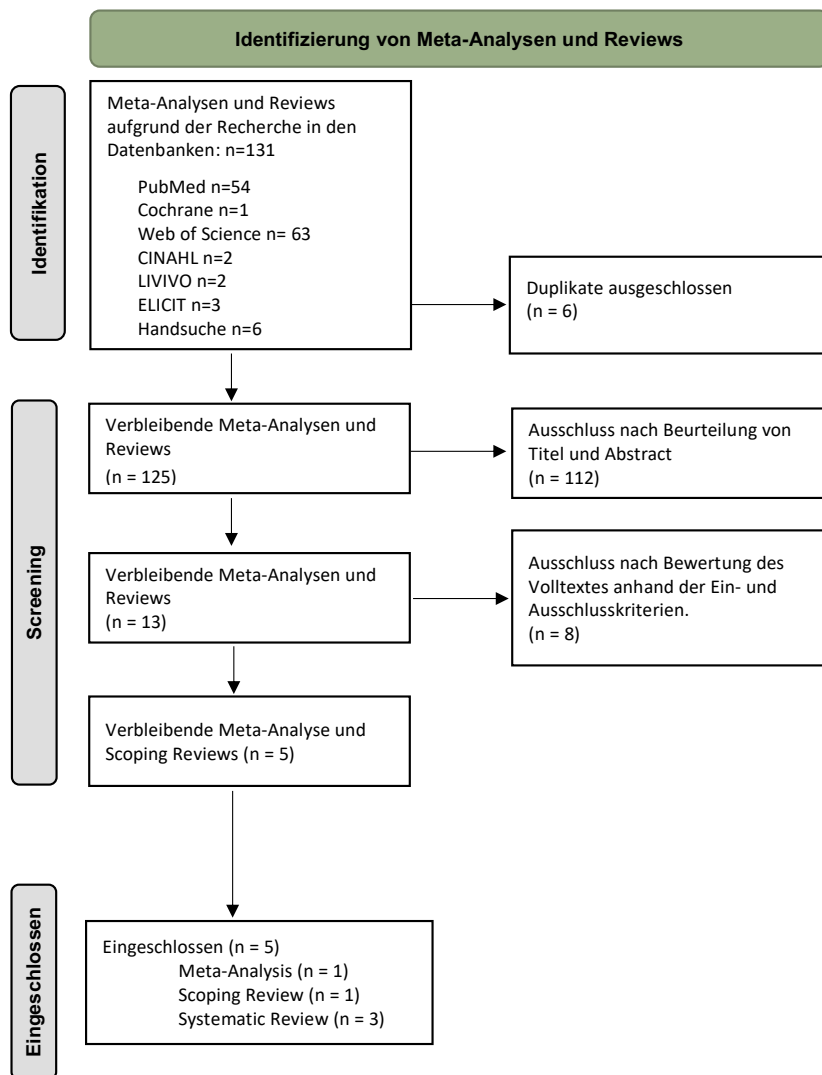 Identifizierung von Meta-Analysen und Reviews
Identifikation
Meta-Analysen und Reviews
aufgrund der Recherche in den
Datenbanken: n=131
PubMed n=54
Cochrane n=1
Web of Science n= 63
CINAHL n=2
LIVIVO n=2
ELICIT n=3
Handsuche n=6
Duplikate ausgeschlossen
(n = 6)
Screening
Verbleibende Meta-Analysen und
Reviews
(n = 125)
Ausschluss nach Beurteilung von
Titel und Abstract
(n = 112)
Verbleibende Meta-Analysen und
Reviews
(n = 13)
Ausschluss nach Bewertung des
Volltextes anhand der Ein- und
Ausschlusskriterien.
(n = 8)
Verbleibende Meta-Analyse und
Scoping Reviews (n = 5)
Eingeschlossen
Eingeschlossen (n = 5)
Meta-Analysis (n = 1)
Scoping Review (n = 1)
Systematic Review (n = 3)